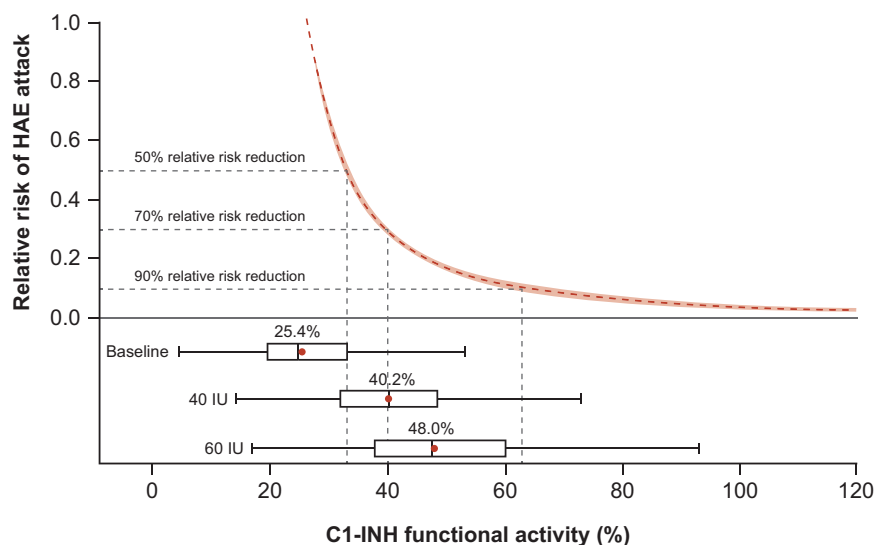 Relative risk of HAE attack
1.0
0.8
0.6
50% relative risk reduction
0.4
70% relative risk reduction
0.2
90% relative risk reduction
0.0
25.4%
Baseline
40.2%
40 IU
48.0%
60 IU
0 20 40 60 80 100 120
C1-INH functional activity (%)